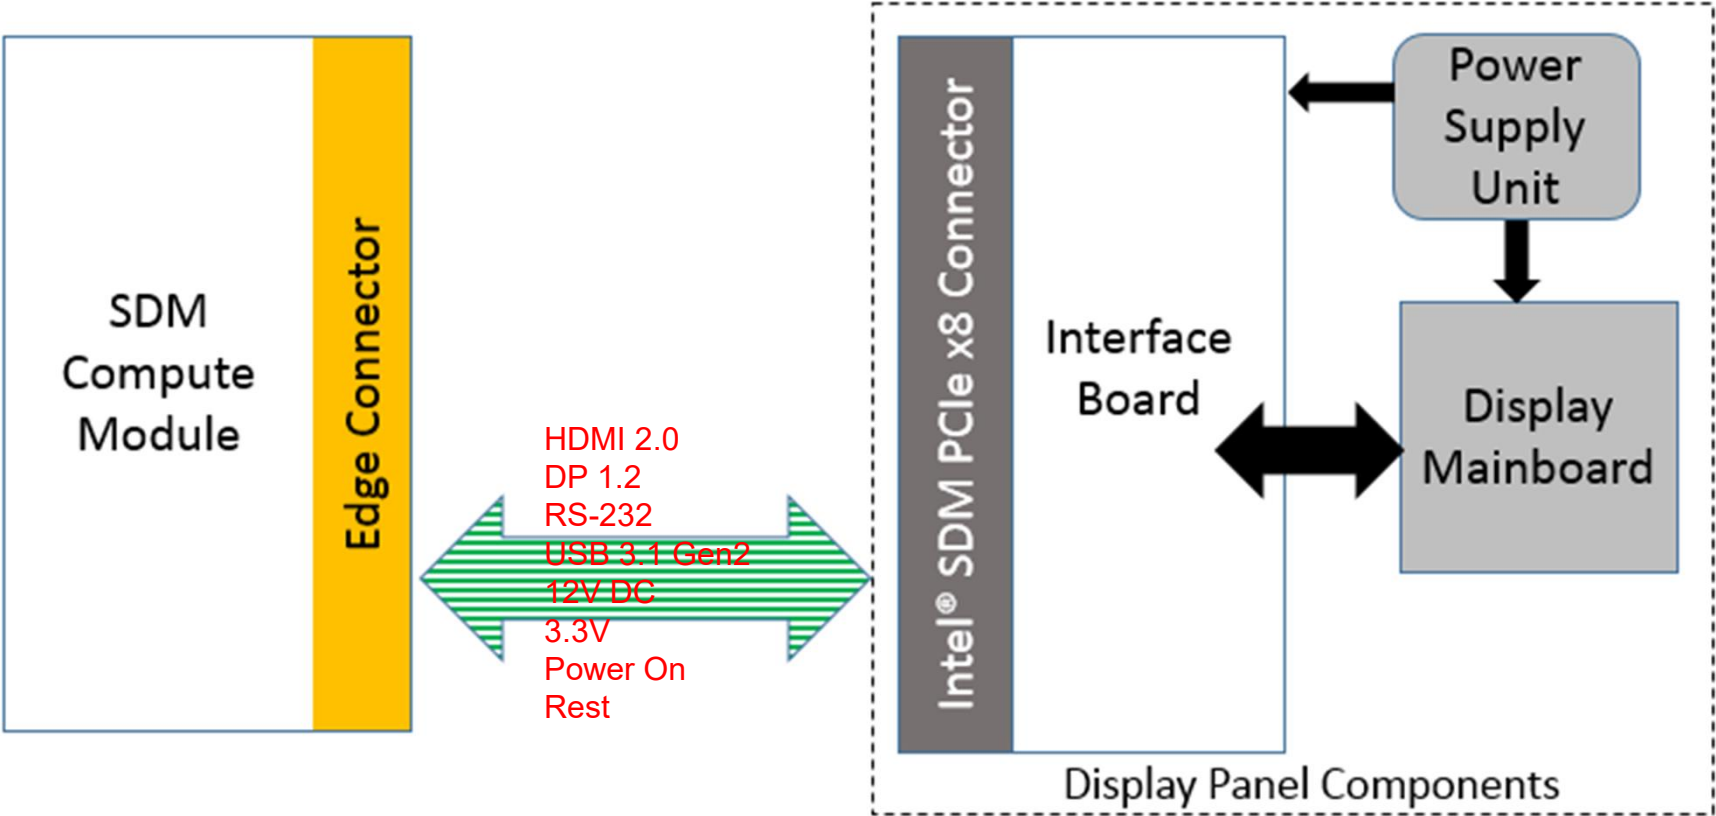 SDM
Compute
Module
Edge Connector
HDMI 2.0
DP 1.2
RS-232
USB 3.1 Gen2
12V DC
3.3V
Power On
Rest
Intel® SDM PCIe x8 Connector
Interface
Board
Power
Supply
Unit
Display
Mainboard
Display Panel Components